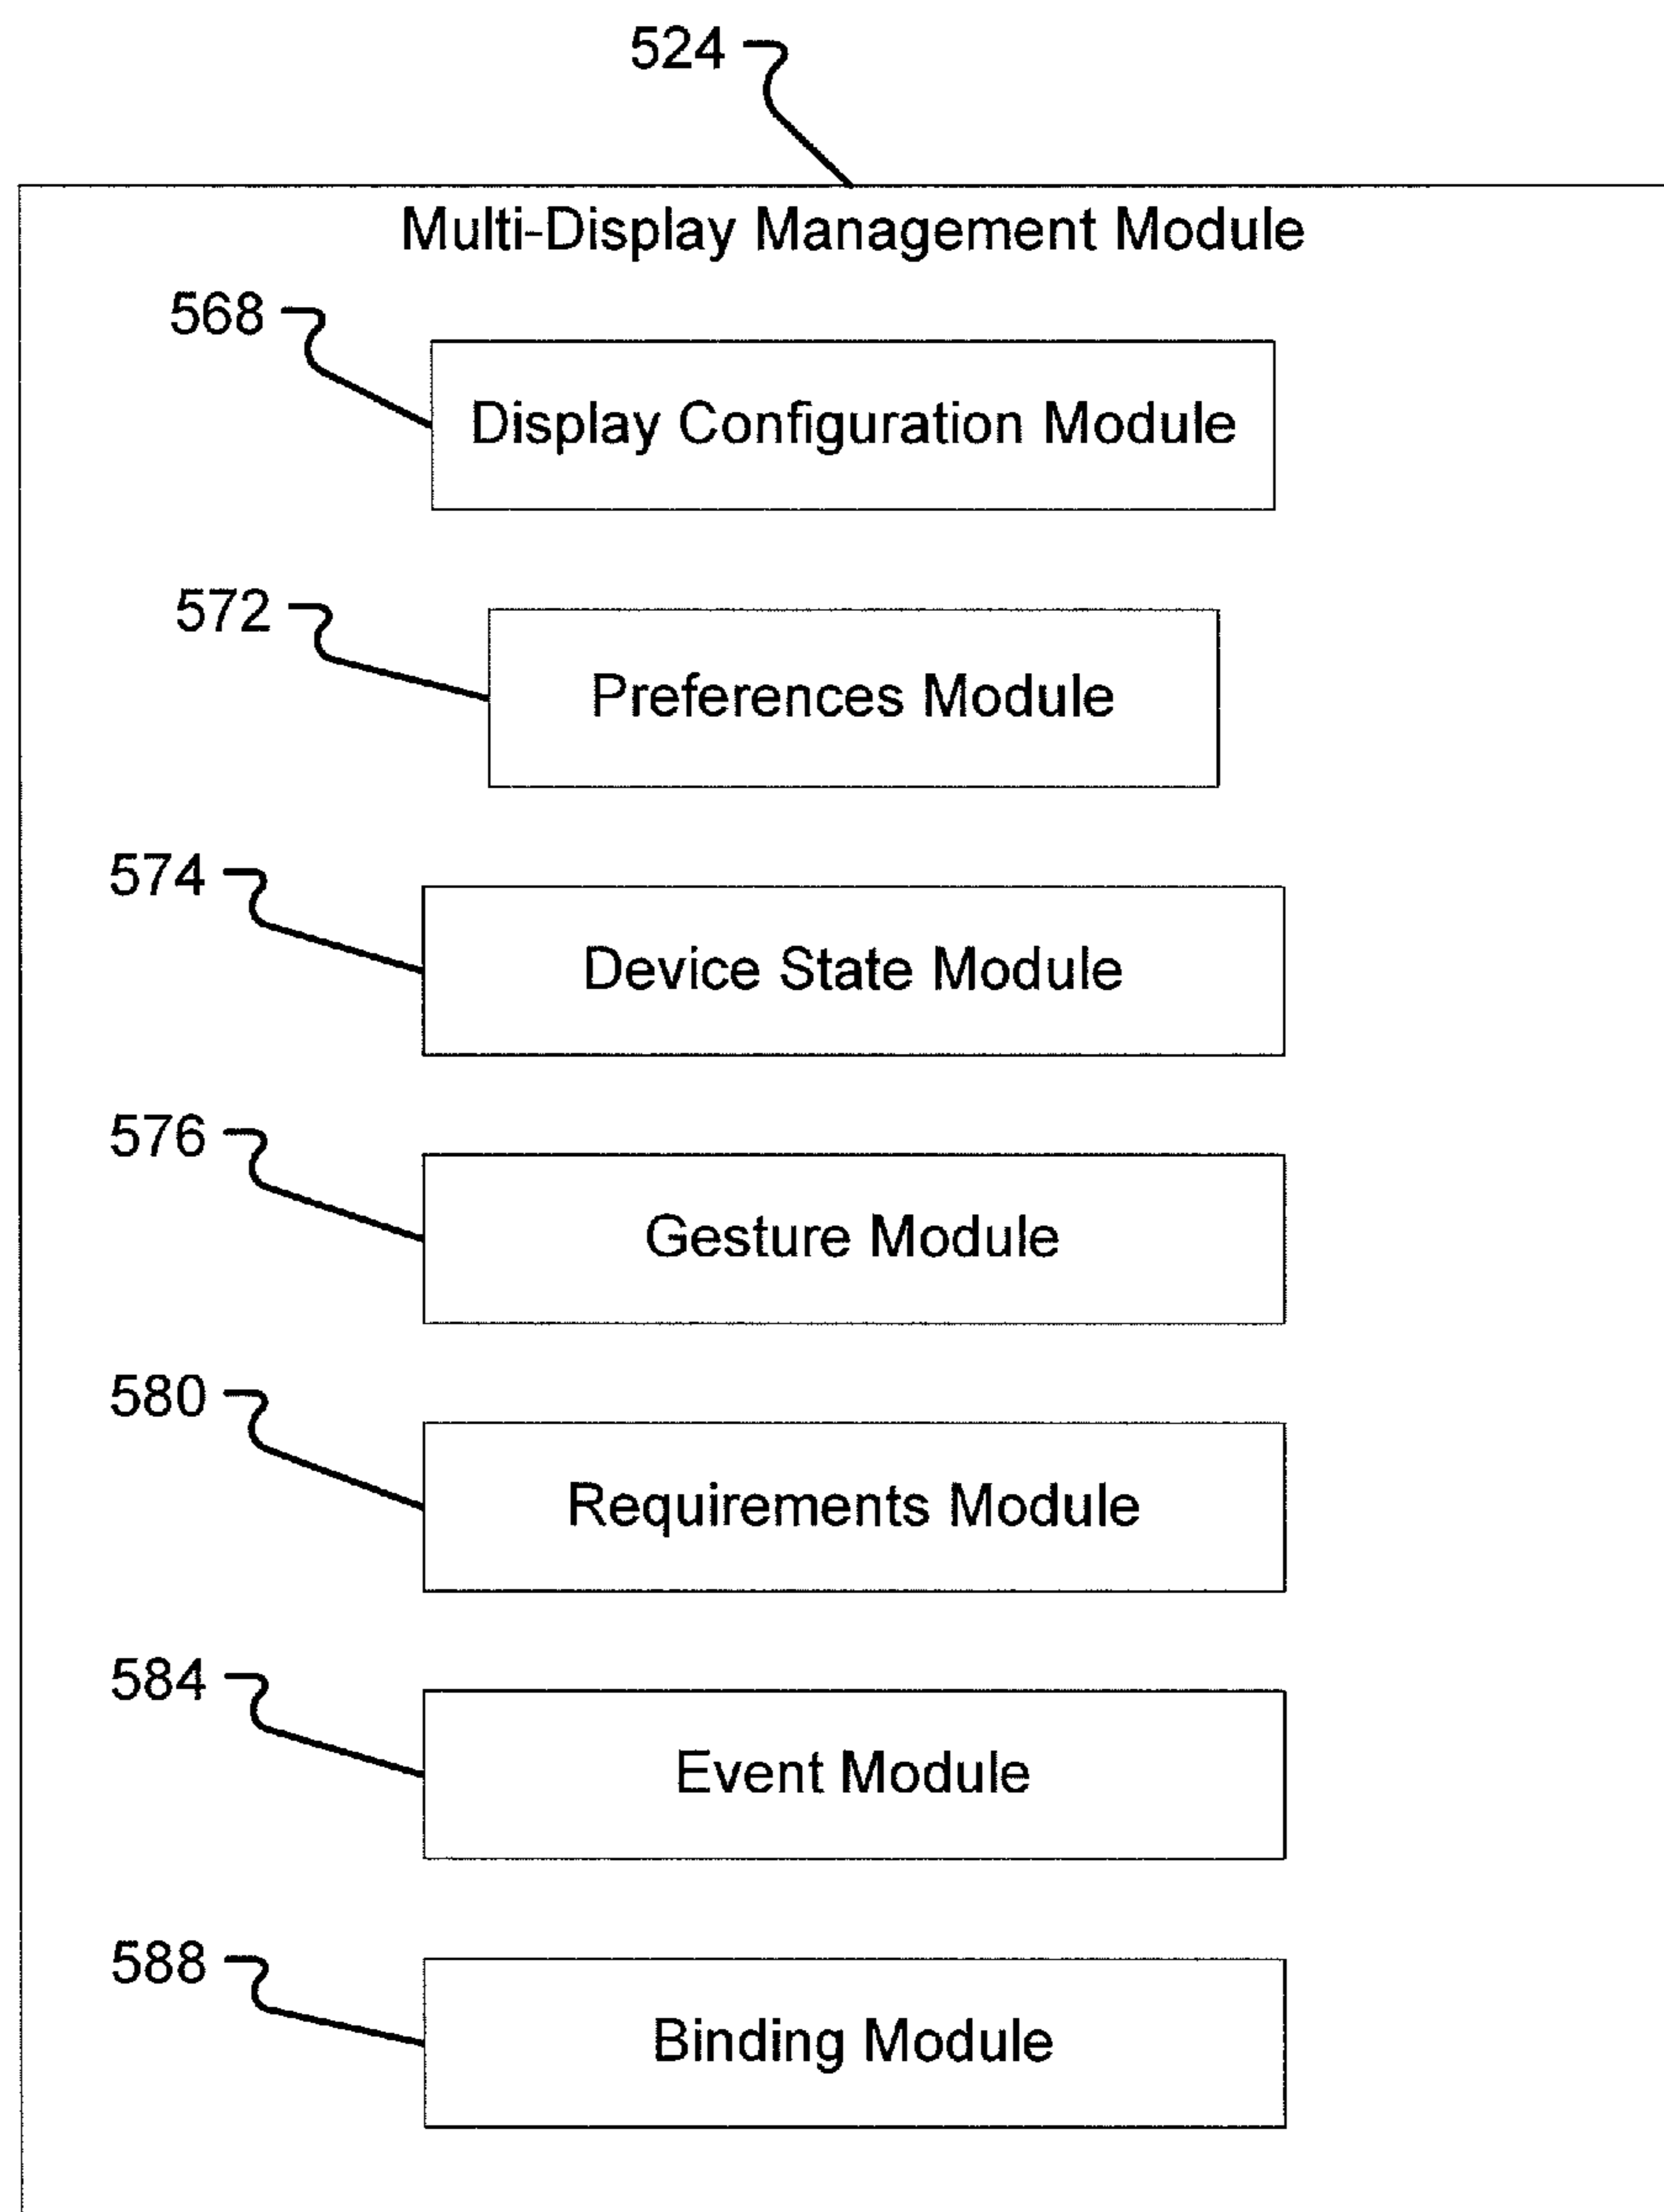 524
Multi-Display Management Module
568
Display Configuration Module
572
Preferences Module
574
Device State Module
576
Gesture Module
580
Requirements Module
584
Event Module
588
Binding Module